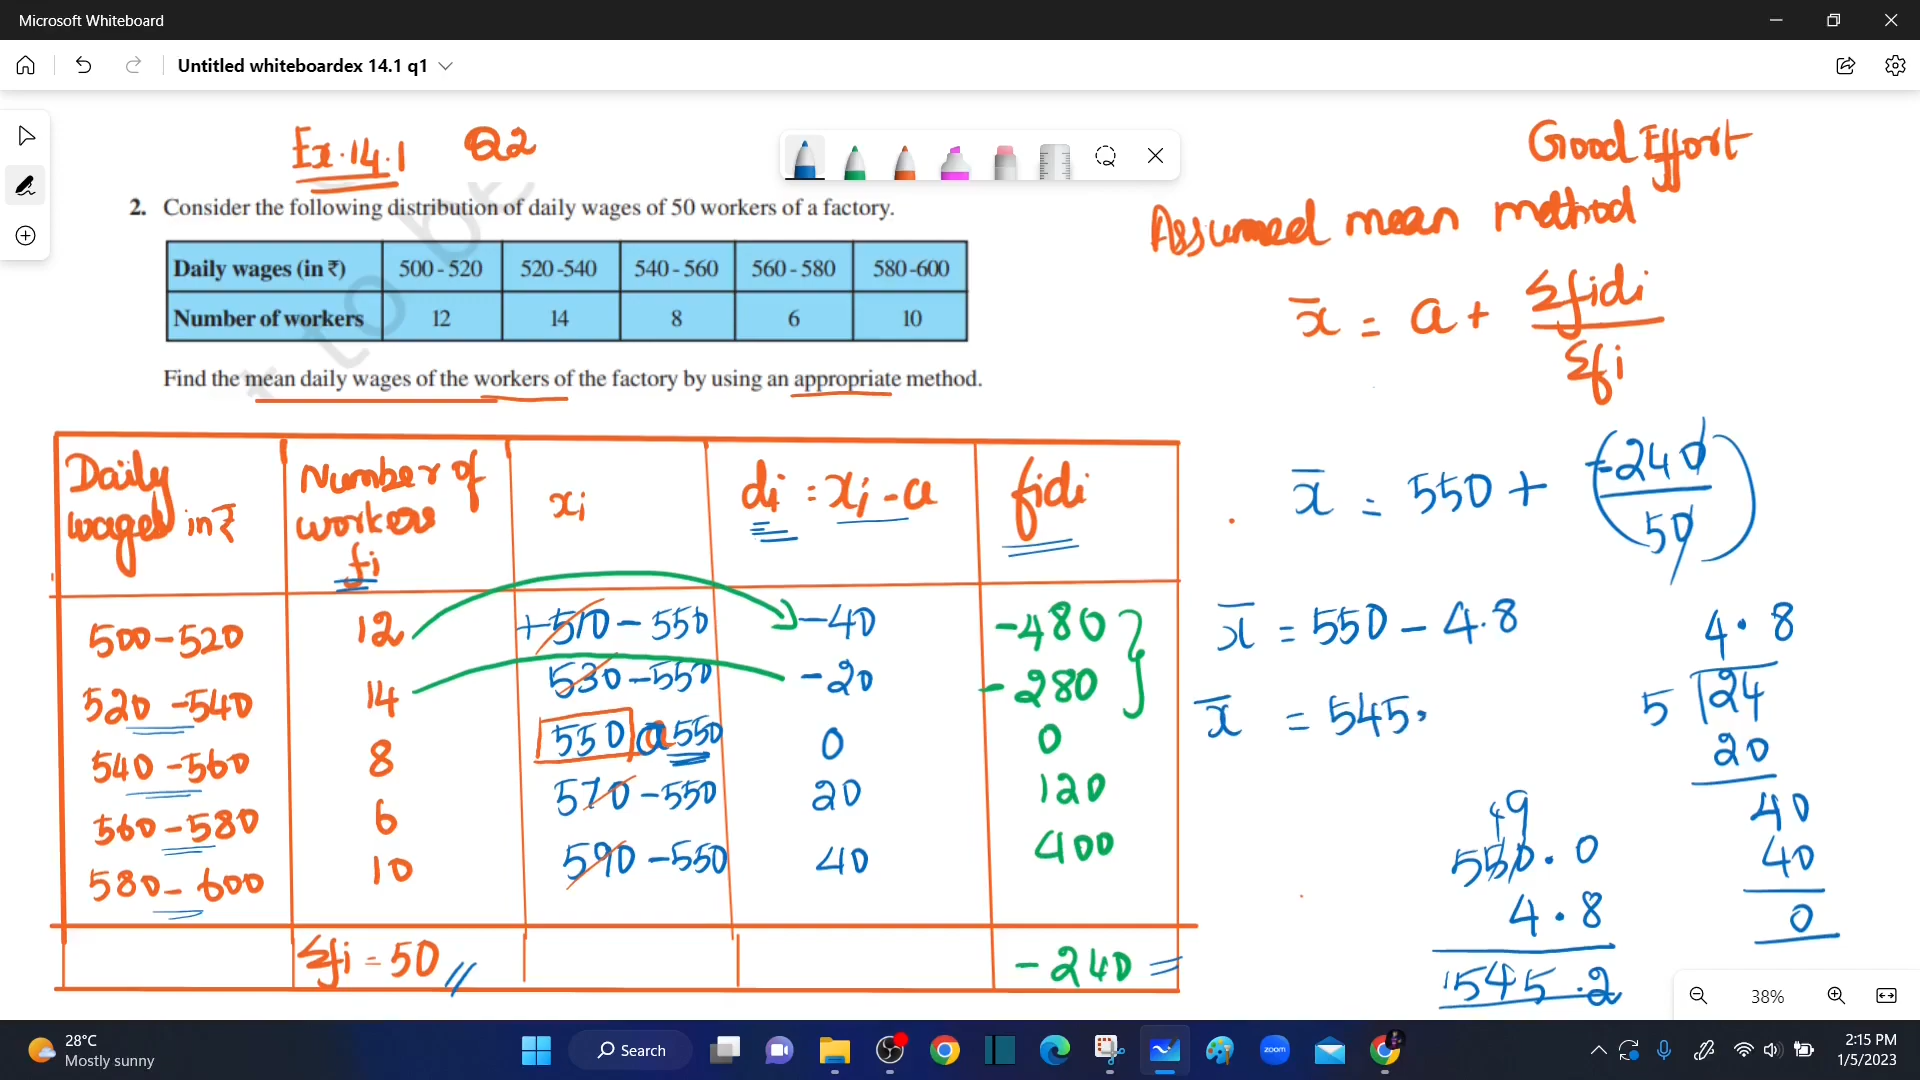 Microsoft Whiteboard
Untitled whiteboardex 14.1 q1
Ex.14.1 Q2
Good Effort
2. Consider the following distribution of daily wages of 50 workers of a factory.
Assumed mean method
Daily wages (in ₹) 500 - 520 520 -540 540 - 560 560 - 580 580 -600
Number of workers 12 14 8 6 10
x̄ = a + Σfidi / Σfi
Find the mean daily wages of the workers of the factory by using an appropriate method.
Daily wages in ₹ Number of workers fi xi di = xi - a fidi
500-520 12 +510 - 550 -40 -480
520-540 14 530-550 -20 -280
540-560 8 550 a 550 0 0
560-580 6 570-550 20 120
580-600 10 590-550 40 400
Σfi = 50 -240
x̄ = 550 + (-240 / 50)
x̄ = 550 - 4.8
x̄ = 545.
4.8
5 24
20
40
40
0
4 9
550.0
4.8
545.2
38%
28°C
Mostly sunny
Search
zoom
2:15 PM
1/5/2023